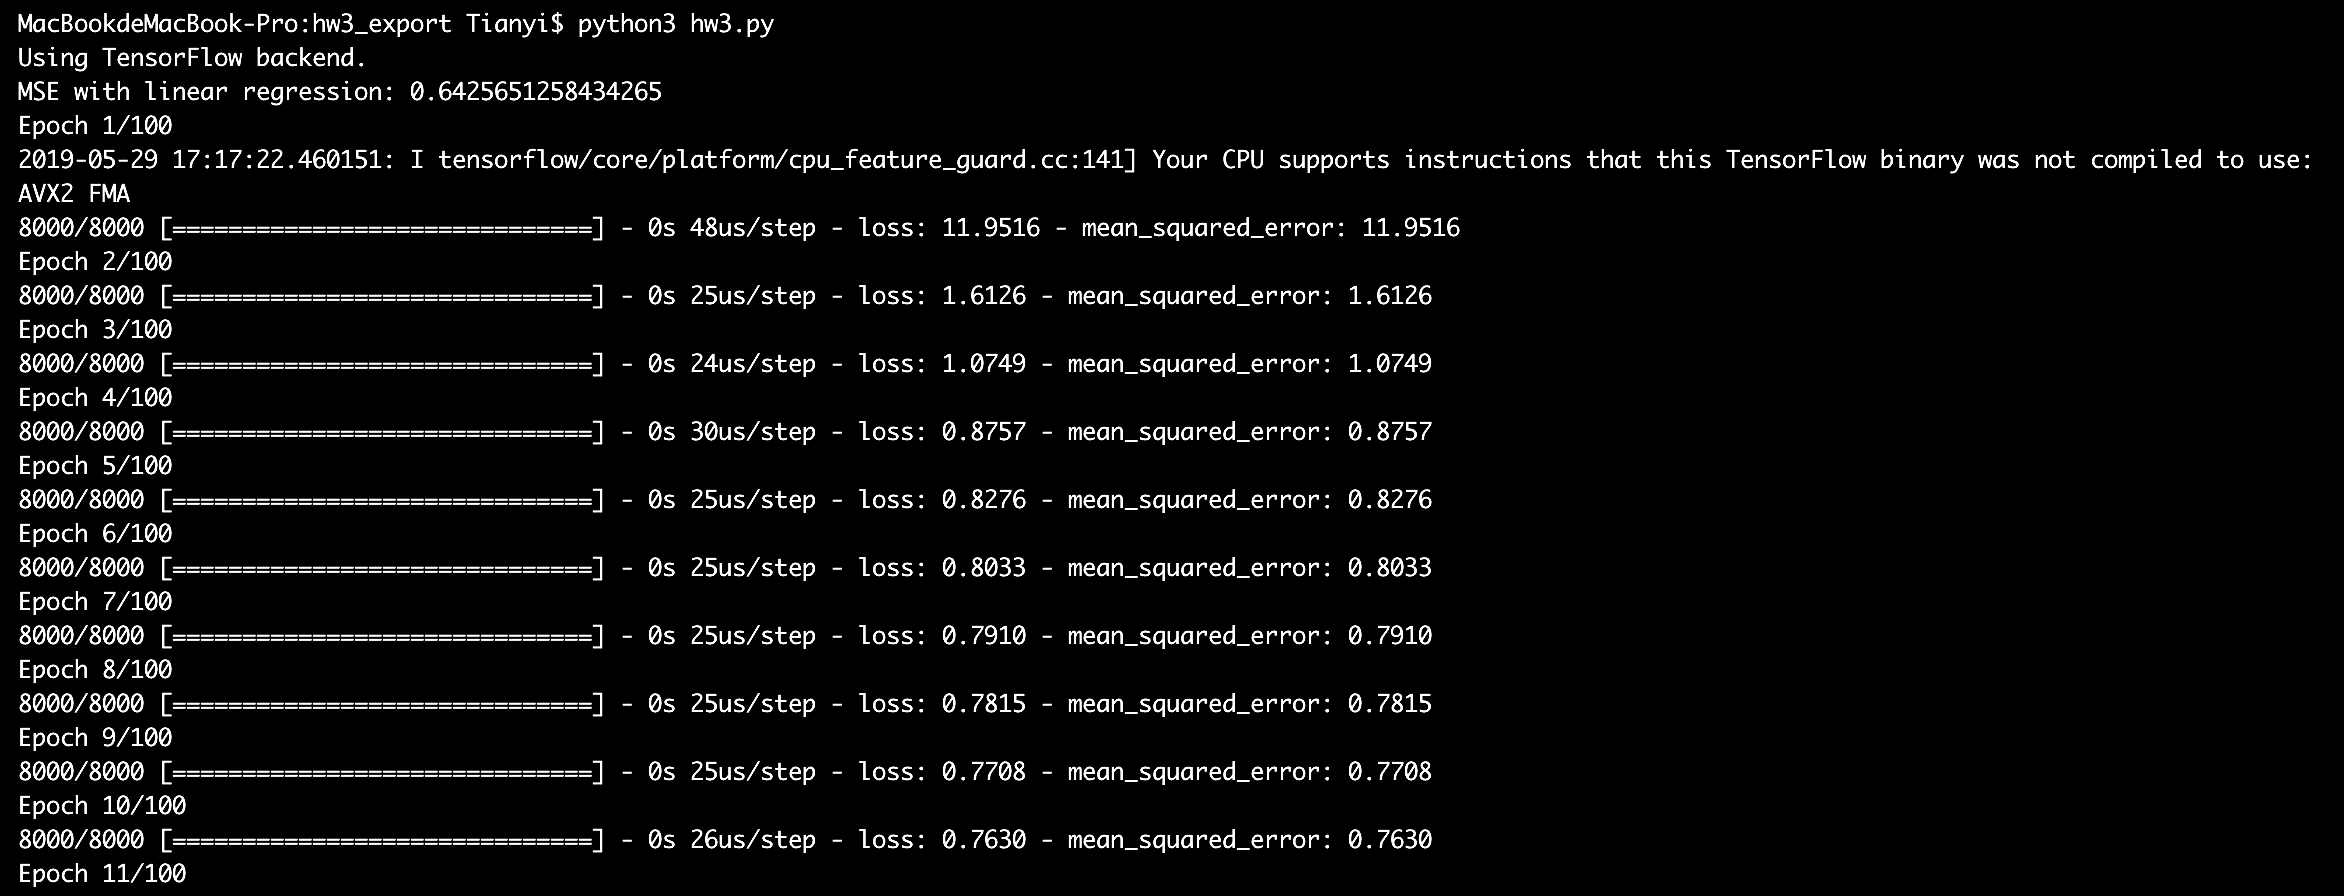 MacBookdeMacBook-Pro:hw3_export Tianyi$ python3 hw3.py
Using TensorFlow backend.
MSE with linear regression: 0.6425651258434265
Epoch 1/100
2019-05-29 17:17:22.460151: I tensorflow/core/platform/cpu_feature_guard.cc:141] Your CPU supports instructions that this TensorFlow binary was not compiled to use:
AVX2 FMA
8000/8000 [==============================] - 0s 48us/step - loss: 11.9516 - mean_squared_error: 11.9516
Epoch 2/100
8000/8000 [==============================] - 0s 25us/step - loss: 1.6126 - mean_squared_error: 1.6126
Epoch 3/100
8000/8000 [==============================] - 0s 24us/step - loss: 1.0749 - mean_squared_error: 1.0749
Epoch 4/100
8000/8000 [==============================] - 0s 30us/step - loss: 0.8757 - mean_squared_error: 0.8757
Epoch 5/100
8000/8000 [==============================] - 0s 25us/step - loss: 0.8276 - mean_squared_error: 0.8276
Epoch 6/100
8000/8000 [==============================] - 0s 25us/step - loss: 0.8033 - mean_squared_error: 0.8033
Epoch 7/100
8000/8000 [==============================] - 0s 25us/step - loss: 0.7910 - mean_squared_error: 0.7910
Epoch 8/100
8000/8000 [==============================] - 0s 25us/step - loss: 0.7815 - mean_squared_error: 0.7815
Epoch 9/100
8000/8000 [==============================] - 0s 25us/step - loss: 0.7708 - mean_squared_error: 0.7708
Epoch 10/100
8000/8000 [==============================] - 0s 26us/step - loss: 0.7630 - mean_squared_error: 0.7630
Epoch 11/100